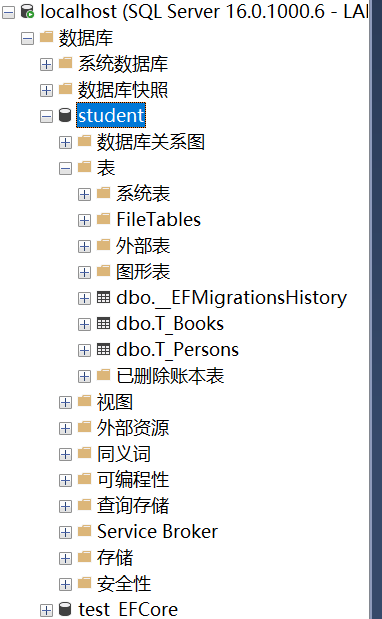 localhost (SQL Server 16.0.1000.6 - LA
数据库
系统数据库
数据库快照
student
数据库关系图
表
系统表
FileTables
外部表
图形表
dbo.__EFMigrationsHistory
dbo.T_Books
dbo.T_Persons
已删除账本表
视图
外部资源
同义词
可编程性
查询存储
Service Broker
存储
安全性
test_EFCore